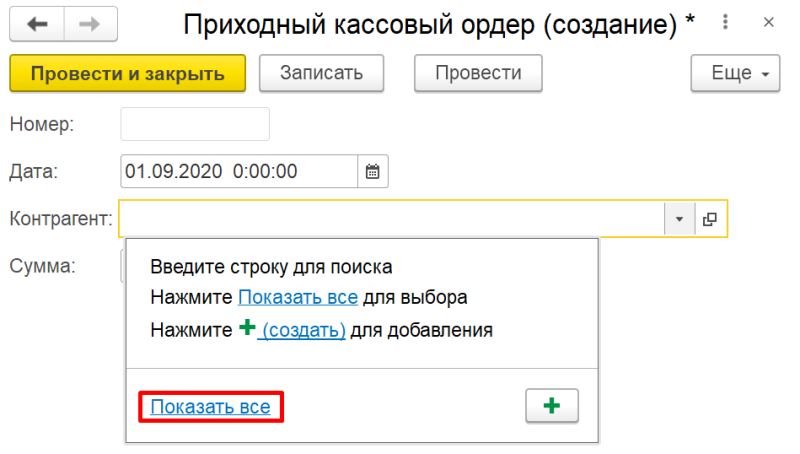 Приходный кассовый ордер (создание) *
Провести и закрыть Записать Провести Еще
Номер:
Дата: 01.09.2020 0:00:00
Контрагент:
Сумма:
Введите строку для поиска
Нажмите Показать все для выбора
Нажмите + (создать) для добавления
Показать все